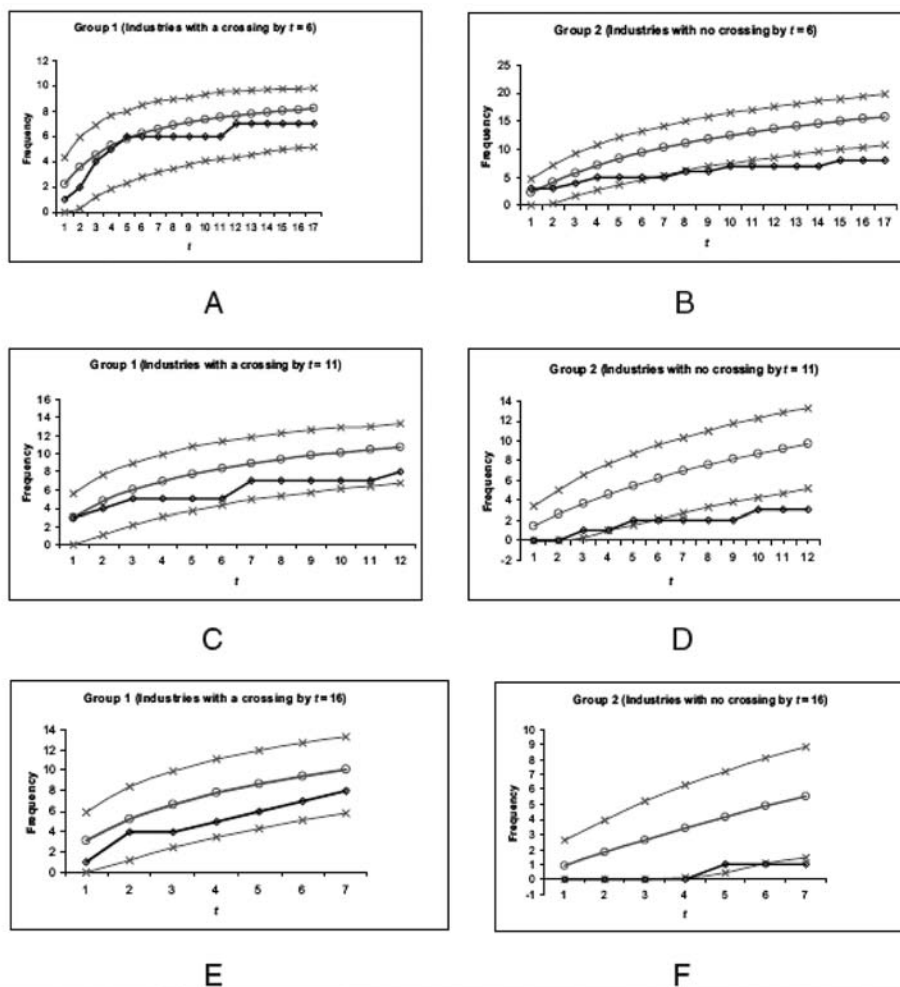 Group 1 (Industries with a crossing by t = 6)
Frequency
12
10
8
6
4
2
0
1 2 3 4 5 6 7 8 9 10 11 12 13 14 15 16 17
t
A
Group 2 (Industries with no crossing by t = 6)
Frequency
25
20
15
10
5
0
1 2 3 4 5 6 7 8 9 10 11 12 13 14 15 16 17
t
B
Group 1 (Industries with a crossing by t = 11)
Frequency
16
14
12
10
8
6
4
2
0
1 2 3 4 5 6 7 8 9 10 11 12
t
C
Group 2 (Industries with no crossing by t = 11)
Frequency
14
12
10
8
6
4
2
0
-2
1 2 3 4 5 6 7 8 9 10 11 12
t
D
Group 1 (Industries with a crossing by t = 16)
Frequency
14
12
10
8
6
4
2
0
1 2 3 4 5 6 7
t
E
Group 2 (Industries with no crossing by t = 16)
Frequency
10
9
8
7
6
5
4
3
2
1
0
-1
1 2 3 4 5 6 7
t
F